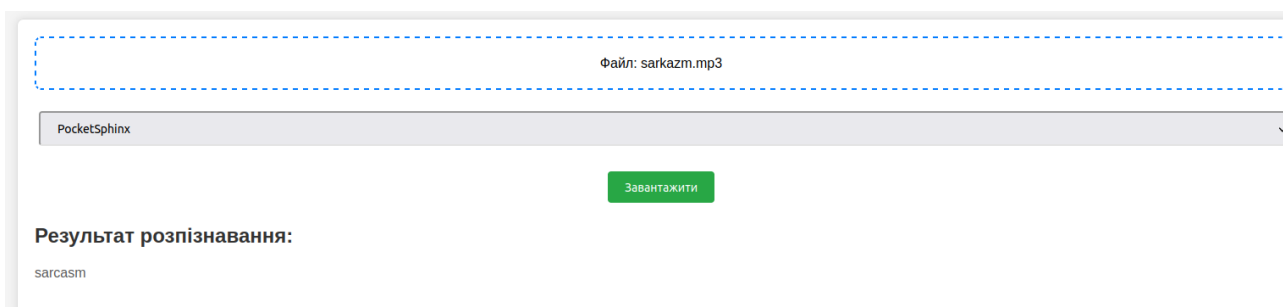 Файл: sarkazm.mp3
PocketSphinx
Завантажити
Результат розпізнавання:
sarcasm